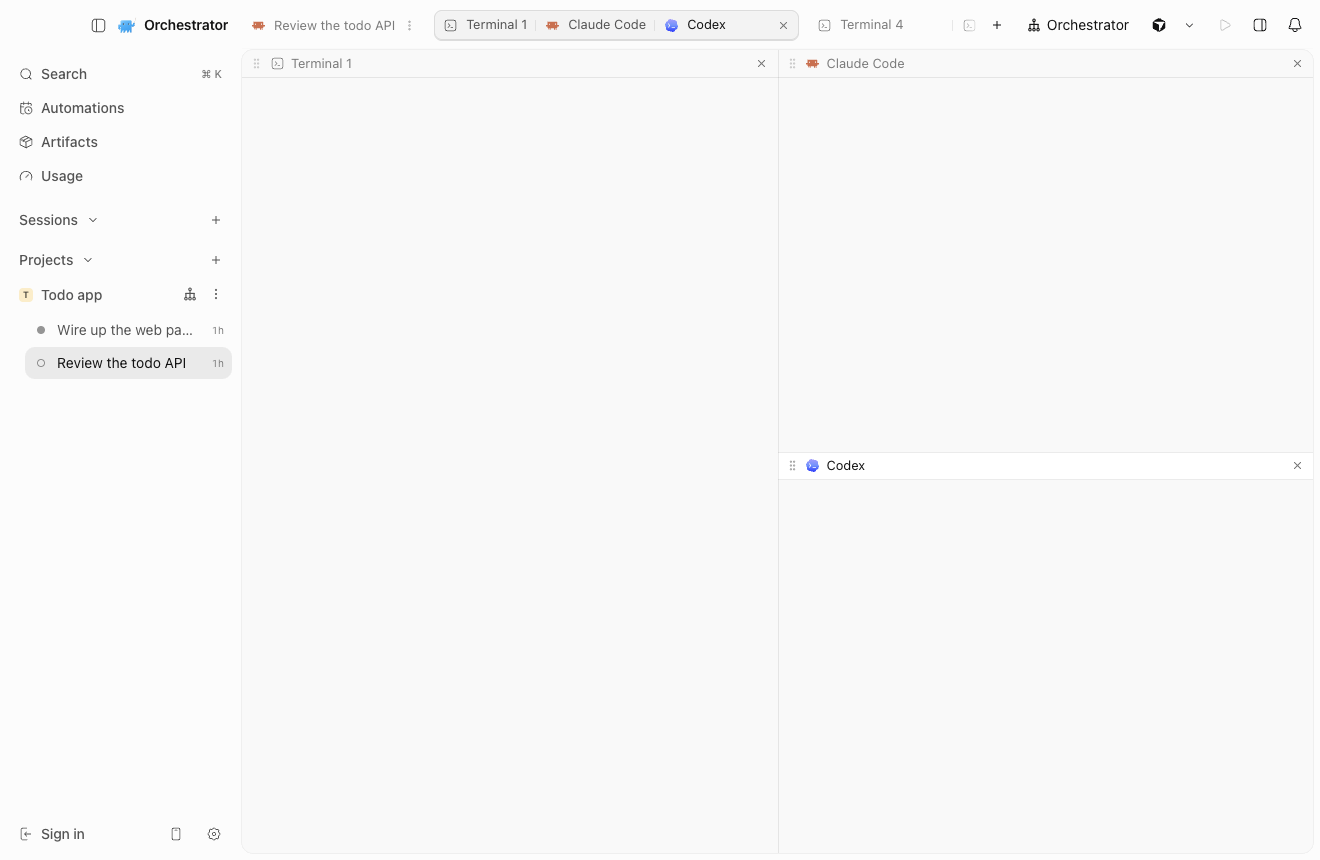 Orchestrator
Review the todo API
Terminal 1
Claude Code
Codex
Terminal 4
Orchestrator
Search
⌘ K
Automations
Artifacts
Usage
Sessions
Projects
T
Todo app
Wire up the web pa...
1h
Review the todo API
1h
Sign in
Terminal 1
Claude Code
Codex